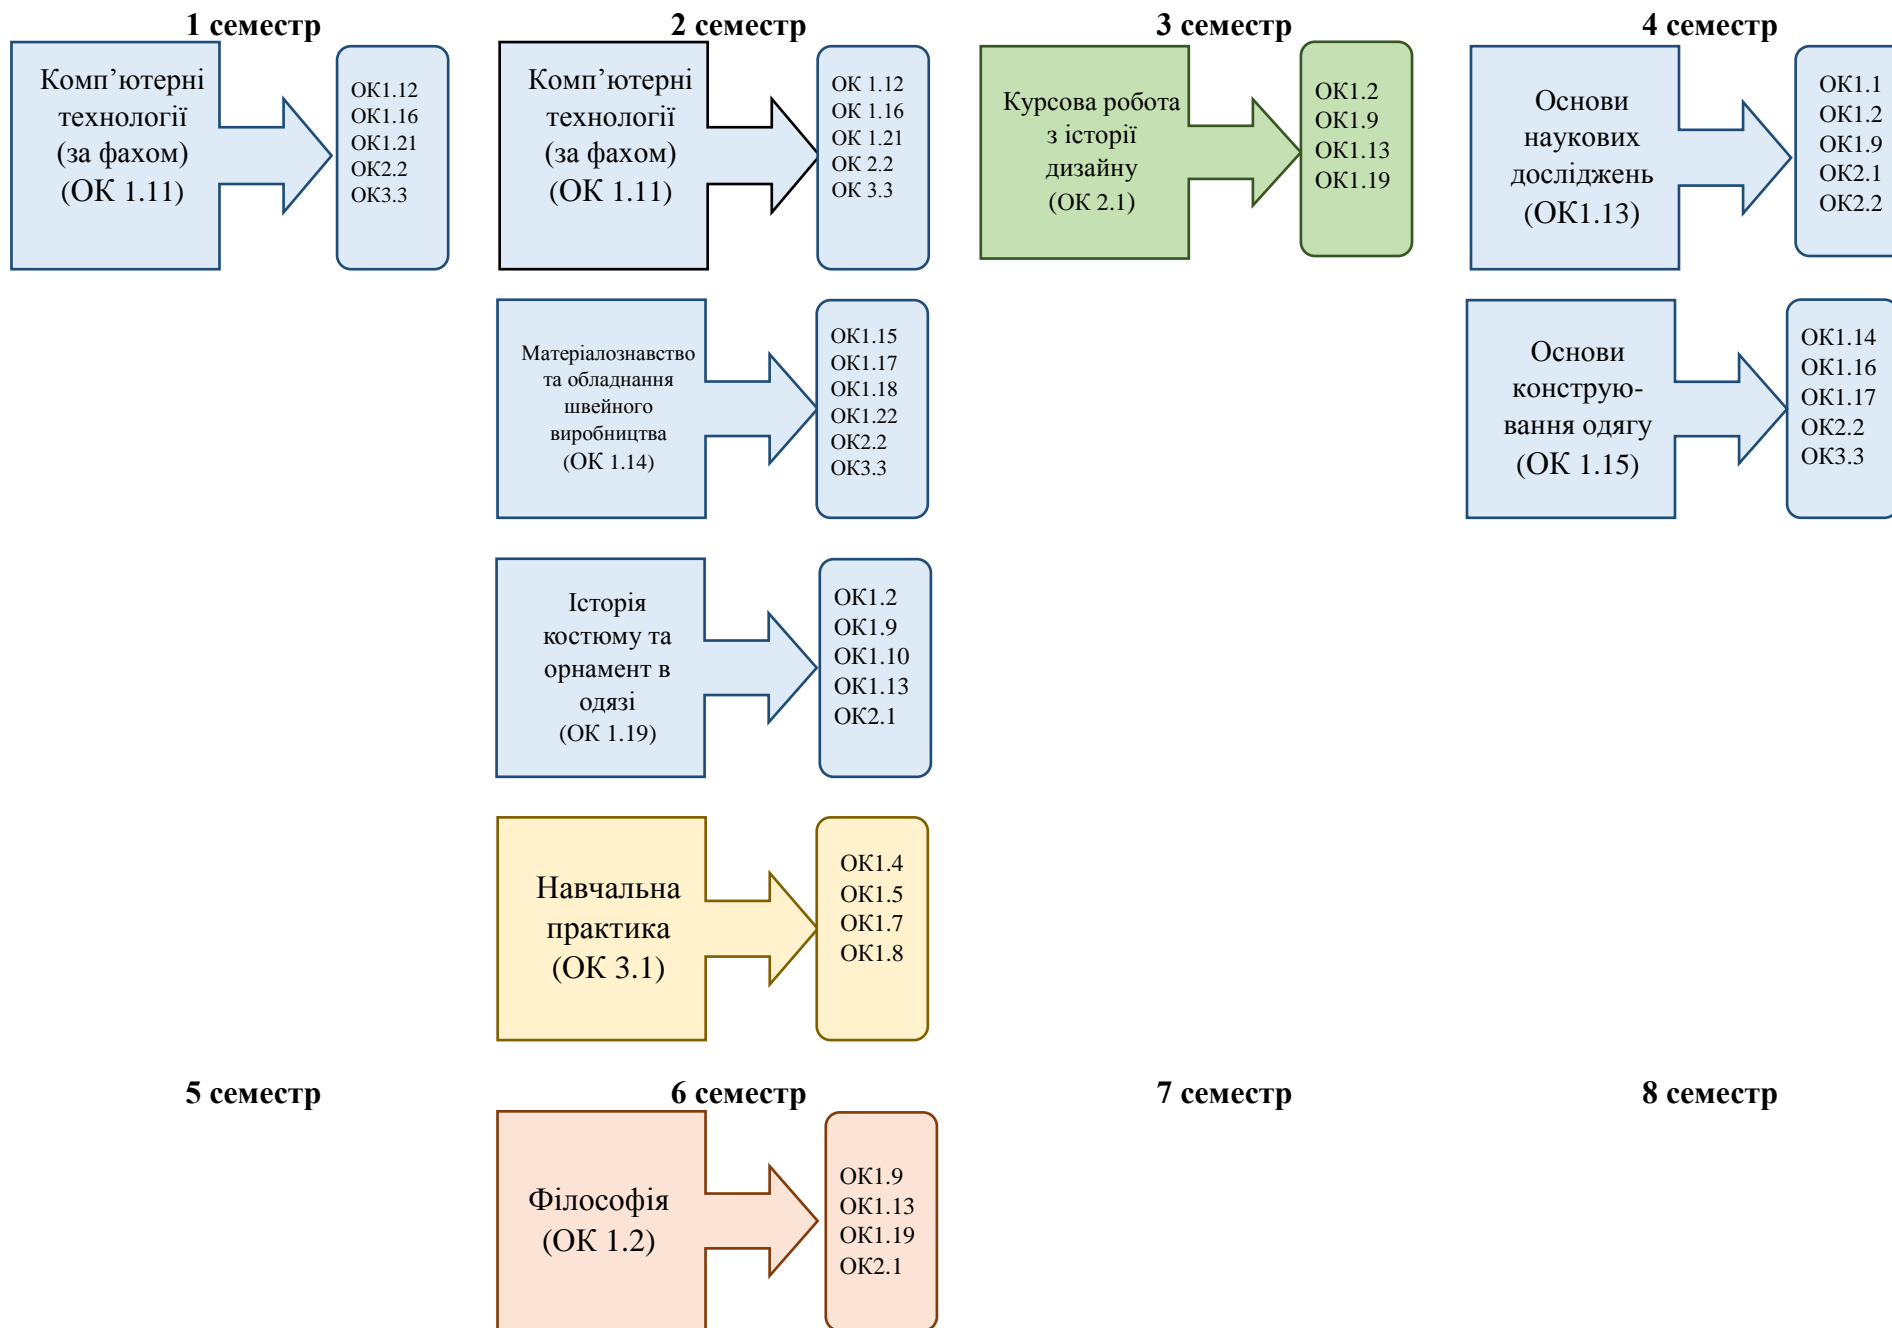 1 семестр
2 семестр
3 семестр
4 семестр
Комп’ютерні
технології
(за фахом)
(ОК 1.11)
ОК1.12
ОК1.16
ОК1.21
ОК2.2
ОК3.3
Комп’ютерні
технології
(за фахом)
(ОК 1.11)
ОК 1.12
ОК 1.16
ОК 1.21
ОК 2.2
ОК 3.3
Курсова робота
з історії
дизайну
(ОК 2.1)
ОК1.2
ОК1.9
ОК1.13
ОК1.19
Основи
наукових
досліджень
(ОК1.13)
ОК1.1
ОК1.2
ОК1.9
ОК2.1
ОК2.2
Матеріалознавство
та обладнання
швейного
виробництва
(ОК 1.14)
ОК1.15
ОК1.17
ОК1.18
ОК1.22
ОК2.2
ОК3.3
Основи
конструю-
вання одягу
(ОК 1.15)
ОК1.14
ОК1.16
ОК1.17
ОК2.2
ОК3.3
Історія
костюму та
орнамент в
одязі
(ОК 1.19)
ОК1.2
ОК1.9
ОК1.10
ОК1.13
ОК2.1
Навчальна
практика
(ОК 3.1)
ОК1.4
ОК1.5
ОК1.7
ОК1.8
5 семестр
6 семестр
7 семестр
8 семестр
Філософія
(ОК 1.2)
ОК1.9
ОК1.13
ОК1.19
ОК2.1